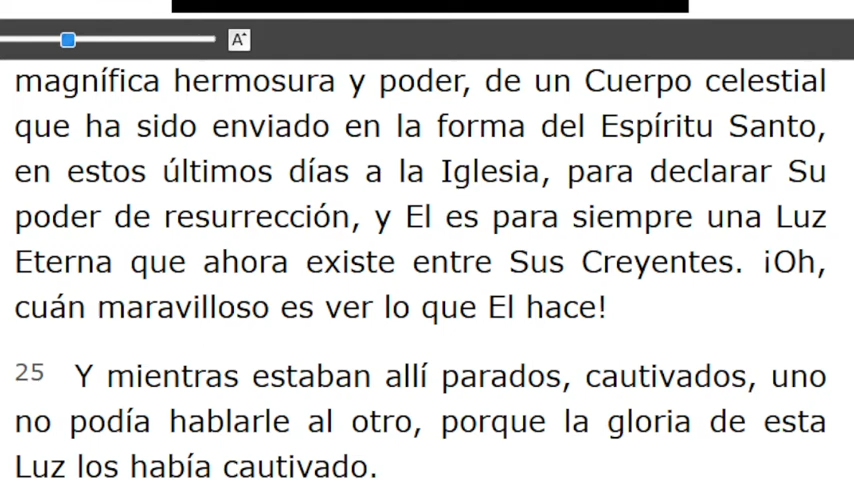 A
magnífica hermosura y poder, de un Cuerpo celestial
que ha sido enviado en la forma del Espíritu Santo,
en estos últimos días a la Iglesia, para declarar Su
poder de resurrección, y El es para siempre una Luz
Eterna que ahora existe entre Sus Creyentes. ¡Oh,
cuán maravilloso es ver lo que El hace!
25 Y mientras estaban allí parados, cautivados, uno
no podía hablarle al otro, porque la gloria de esta
Luz los había cautivado.